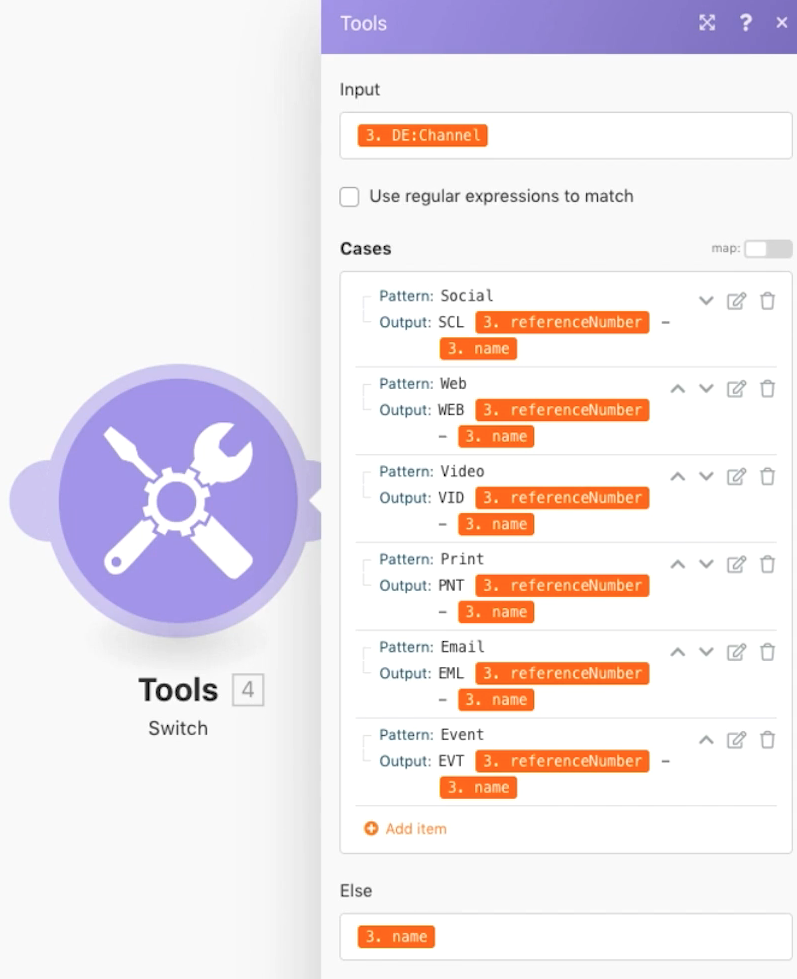 Tools
Input
3. DE:Channel
Use regular expressions to match
Cases
map:
Pattern: Social
Output: SCL 3. referenceNumber –
3. name
Pattern: Web
Output: WEB 3. referenceNumber
– 3. name
Pattern: Video
Output: VID 3. referenceNumber
– 3. name
Pattern: Print
Output: PNT 3. referenceNumber
– 3. name
Pattern: Email
Output: EML 3. referenceNumber
– 3. name
Pattern: Event
Output: EVT 3. referenceNumber –
3. name
Add item
Else
3. name
Tools 4
Switch